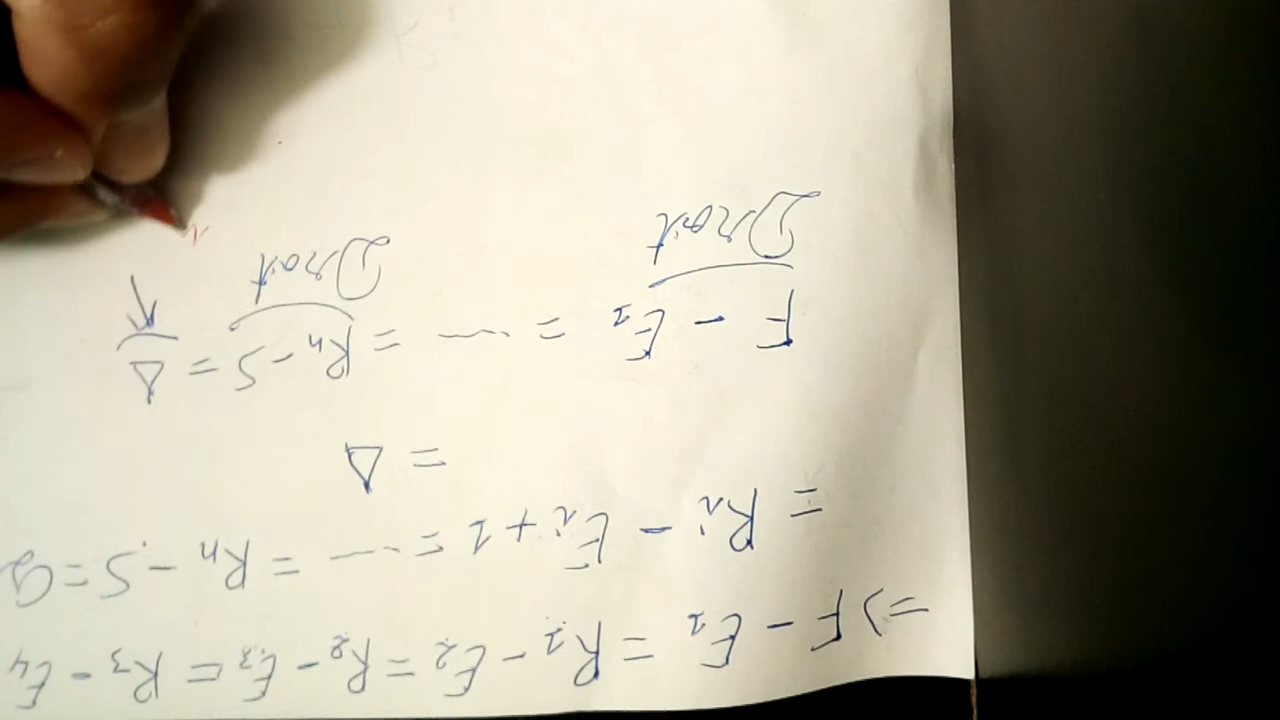 => F - E₁ = R₁ - E₂ = R₂ - E₃ = R₃ - E₄
= Rᵢ - Eᵢ+1 = ..... = Rₙ - S =
= Δ
F - E₁ = ..... = Rₙ - S = Δ
Droit Droit